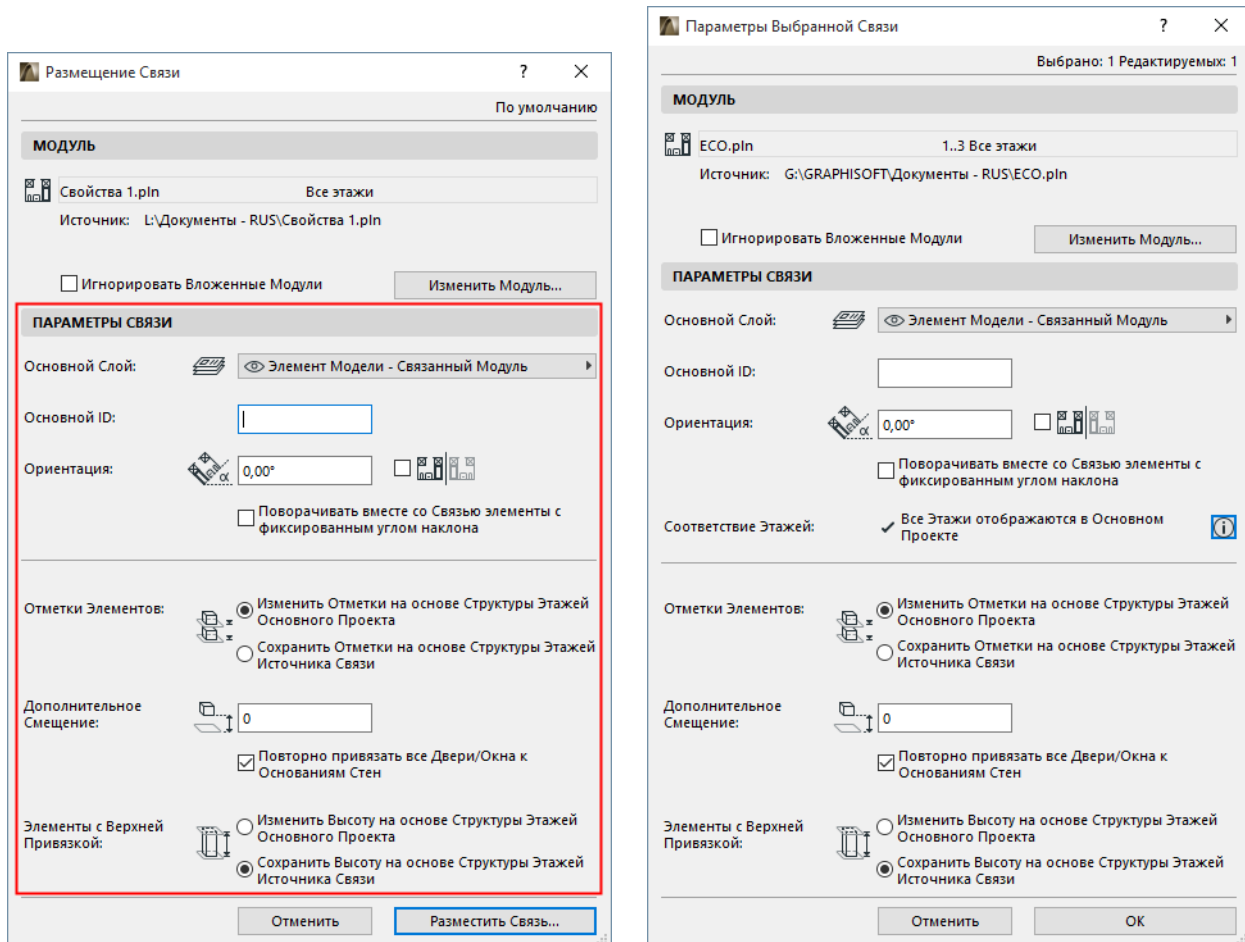 Размещение Связи
?
По умолчанию
МОДУЛЬ
Свойства 1.pln Все этажи
Источник: L:\Документы - RUS\Свойства 1.pln
Игнорировать Вложенные Модули
Изменить Модуль...
ПАРАМЕТРЫ СВЯЗИ
Основной Слой:
Элемент Модели - Связанный Модуль
Основной ID:
Ориентация:
α
0,00°
Поворачивать вместе со Связью элементы с
фиксированным углом наклона
Отметки Элементов:
Изменить Отметки на основе Структуры Этажей
Основного Проекта
Сохранить Отметки на основе Структуры Этажей
Источника Связи
Дополнительное
Смещение:
0
Повторно привязать все Двери/Окна к
Основаниям Стен
Элементы с Верхней
Привязкой:
Изменить Высоту на основе Структуры Этажей
Основного Проекта
Сохранить Высоту на основе Структуры Этажей
Источника Связи
Отменить
Разместить Связь...
Параметры Выбранной Связи
?
Выбрано: 1 Редактируемых: 1
МОДУЛЬ
ECO.pln 1..3 Все этажи
Источник: G:\GRAPHISOFT\Документы - RUS\ECO.pln
Игнорировать Вложенные Модули
Изменить Модуль...
ПАРАМЕТРЫ СВЯЗИ
Основной Слой:
Элемент Модели - Связанный Модуль
Основной ID:
Ориентация:
α
0,00°
Поворачивать вместе со Связью элементы с
фиксированным углом наклона
Соответствие Этажей:
Все Этажи отображаются в Основном
Проекте
Отметки Элементов:
Изменить Отметки на основе Структуры Этажей
Основного Проекта
Сохранить Отметки на основе Структуры Этажей
Источника Связи
Дополнительное
Смещение:
0
Повторно привязать все Двери/Окна к
Основаниям Стен
Элементы с Верхней
Привязкой:
Изменить Высоту на основе Структуры Этажей
Основного Проекта
Сохранить Высоту на основе Структуры Этажей
Источника Связи
Отменить
ОК